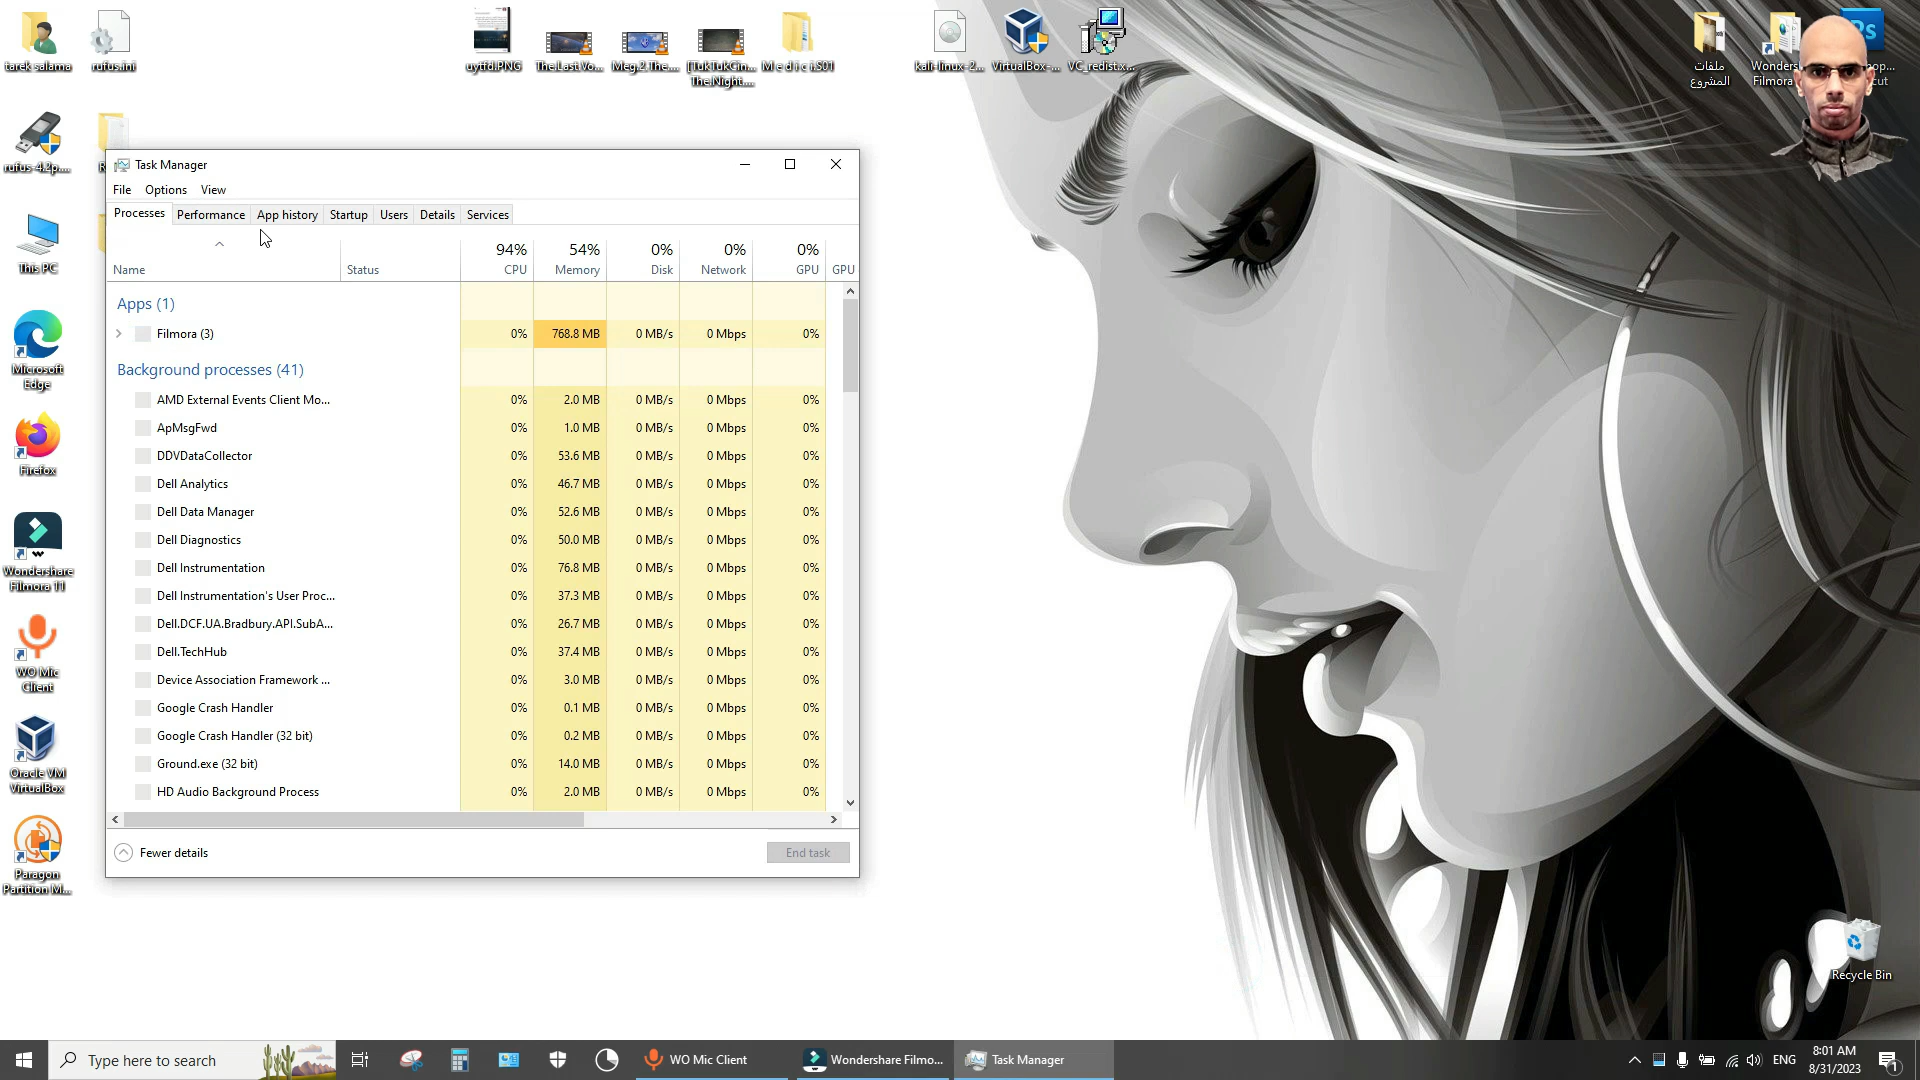 tarek salama
rufus.ini
uyffd.PNG
The.Last Vo...
Meg.2.The....
[TukTukCin...
The.Night....
M e d i c i.S01
kali-linux-2...
VirtualBox-...
VC_redist.x...
ملفات
المشروع
Wonders
Filmora
op...
cut
rufus-4.2p....
This PC
Microsoft
Edge
Firefox
Wondershare
Filmora 11
WO Mic
Client
Oracle VM
VirtualBox
Paragon
Partition M...
Recycle Bin
Task Manager
File Options View
Processes Performance App history Startup Users Details Services
94% 54% 0% 0% 0%
Name Status CPU Memory Disk Network GPU GPU
Apps (1)
Filmora (3) 0% 768.8 MB 0 MB/s 0 Mbps 0%
Background processes (41)
AMD External Events Client Mo... 0% 2.0 MB 0 MB/s 0 Mbps 0%
ApMsgFwd 0% 1.0 MB 0 MB/s 0 Mbps 0%
DDVDataCollector 0% 53.6 MB 0 MB/s 0 Mbps 0%
Dell Analytics 0% 46.7 MB 0 MB/s 0 Mbps 0%
Dell Data Manager 0% 52.6 MB 0 MB/s 0 Mbps 0%
Dell Diagnostics 0% 50.0 MB 0 MB/s 0 Mbps 0%
Dell Instrumentation 0% 76.8 MB 0 MB/s 0 Mbps 0%
Dell Instrumentation's User Proc... 0% 37.3 MB 0 MB/s 0 Mbps 0%
Dell.DCF.UA.Bradbury.API.SubA... 0% 26.7 MB 0 MB/s 0 Mbps 0%
Dell.TechHub 0% 37.4 MB 0 MB/s 0 Mbps 0%
Device Association Framework ... 0% 3.0 MB 0 MB/s 0 Mbps 0%
Google Crash Handler 0% 0.1 MB 0 MB/s 0 Mbps 0%
Google Crash Handler (32 bit) 0% 0.2 MB 0 MB/s 0 Mbps 0%
Ground.exe (32 bit) 0% 14.0 MB 0 MB/s 0 Mbps 0%
HD Audio Background Process 0% 2.0 MB 0 MB/s 0 Mbps 0%
Fewer details
End task
Type here to search
WO Mic Client
Wondershare Filmo...
Task Manager
ENG
8:01 AM
8/31/2023
1